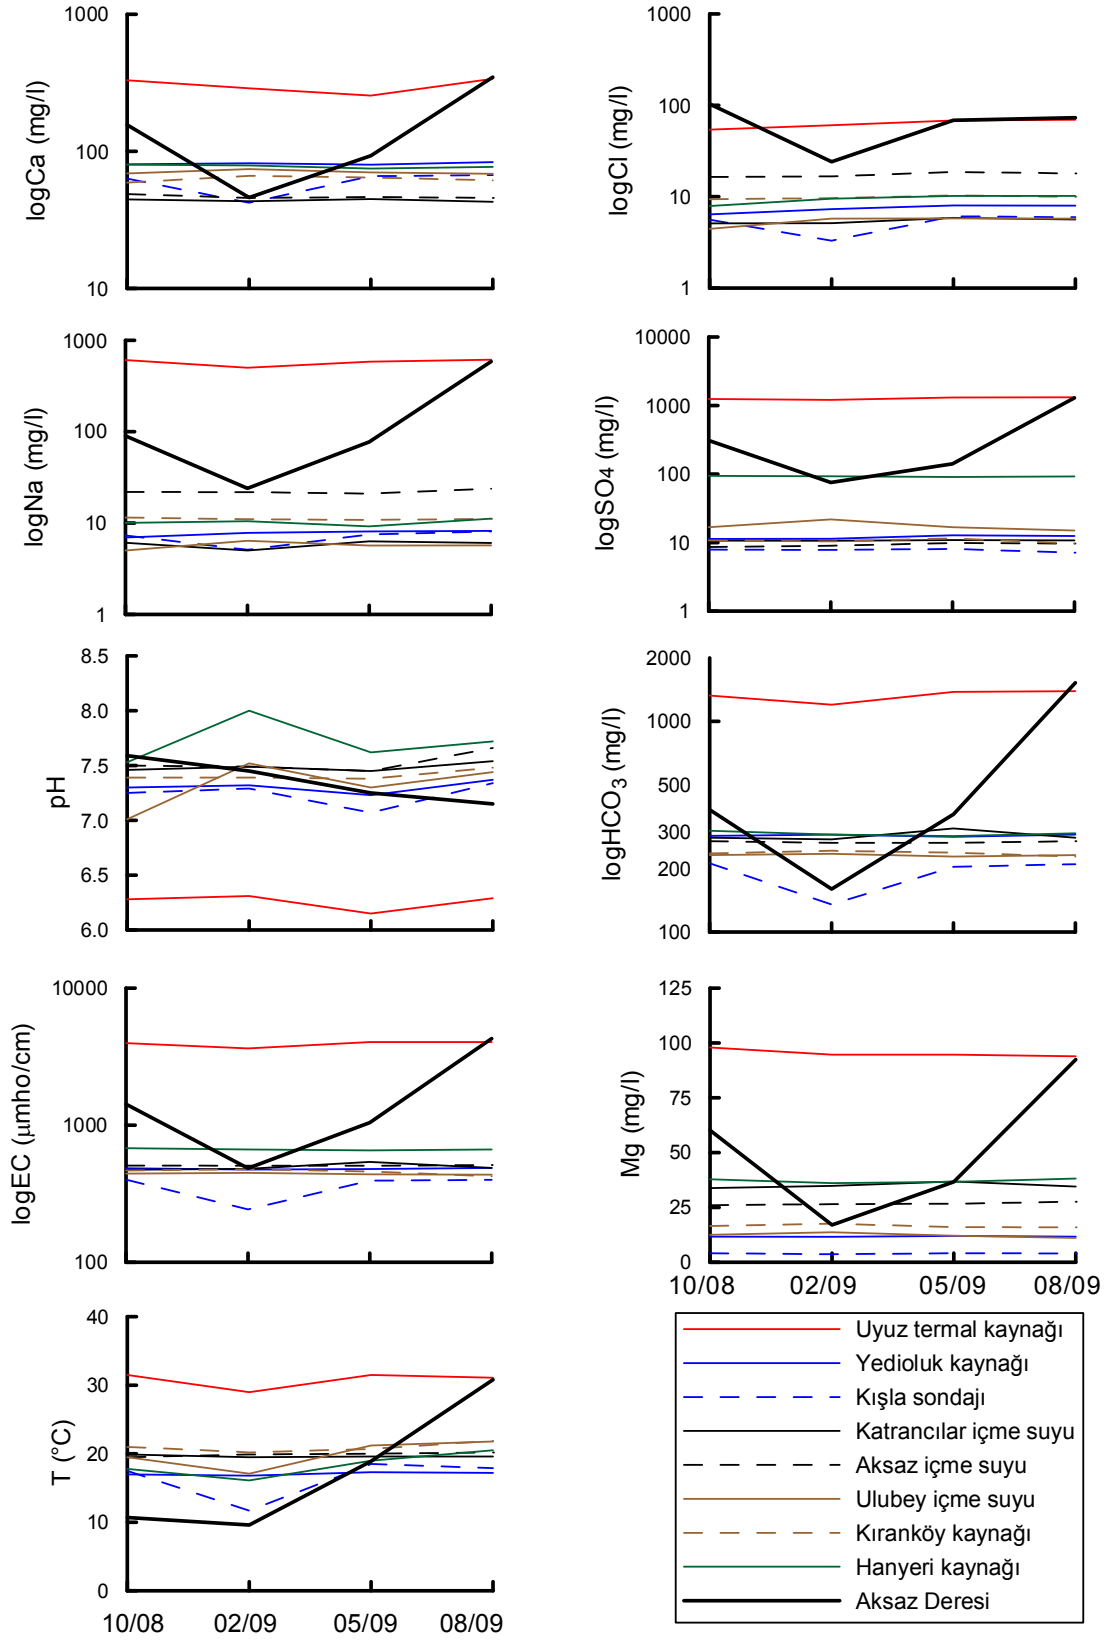 1000
100
10
logCa (mg/l)
1000
100
10
1
logCl (mg/l)
1000
100
10
1
logNa (mg/l)
10000
1000
100
10
1
logSO4 (mg/l)
8.5
8.0
7.5
7.0
6.5
6.0
pH
2000
1000
500
300
200
100
logHCO3 (mg/l)
10000
1000
100
logEC (μmho/cm)
125
100
75
50
25
0
Mg (mg/l)
10/08 02/09 05/09 08/09
40
30
20
10
0
T (°C)
10/08 02/09 05/09 08/09
Uyuz termal kaynağı
Yedioluk kaynağı
Kışla sondajı
Katrancılar içme suyu
Aksaz içme suyu
Ulubey içme suyu
Kıranköy kaynağı
Hanyeri kaynağı
Aksaz Deresi